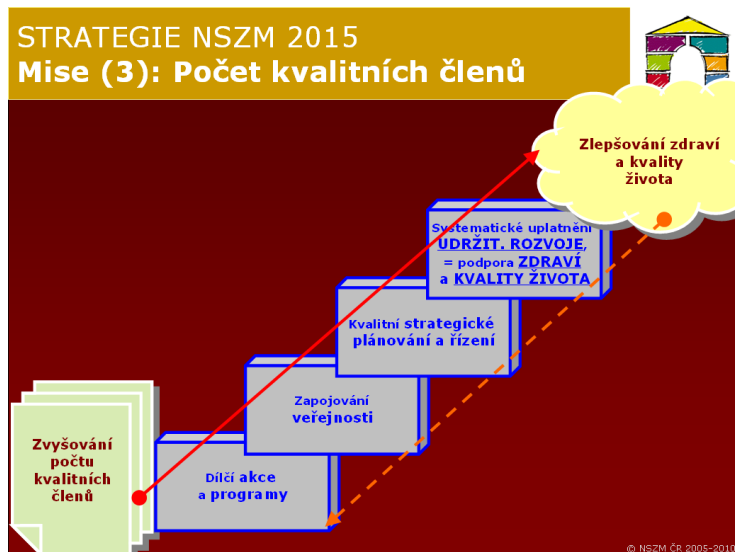 STRATEGIE NSZM 2015
Mise (3): Počet kvalitních členů
Zlepšování zdraví
a kvality
života
Systematické uplatnění
UDRŽIT. ROZVOJE,
= podpora ZDRAVÍ
a KVALITY ŽIVOTA
Kvalitní strategické
plánování a řízení
Zapojování
veřejnosti
Dílčí akce
a programy
Zvyšování
počtu
kvalitních
členů
© NSZM ČR 2005-2010